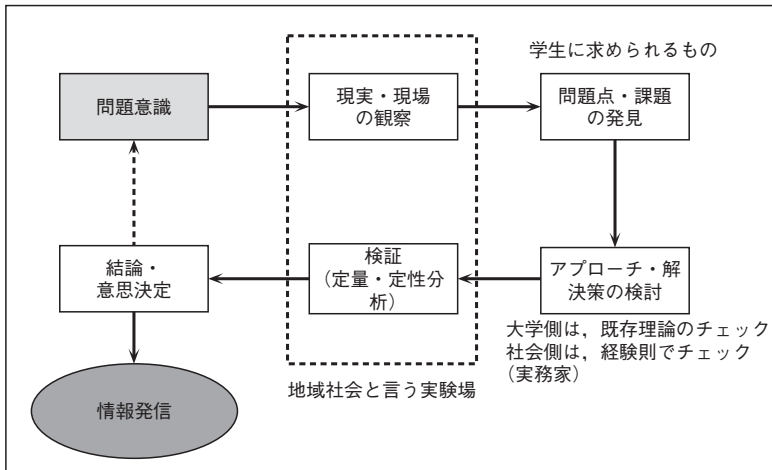 学生に求められるもの
問題意識
現実・現場
の観察
問題点・課題
の発見
結論・
意思決定
検証
（定量・定性分
析）
アプローチ・解
決策の検討
大学側は，既存理論のチェック
社会側は，経験則でチェック
（実務家）
地域社会と言う実験場
情報発信